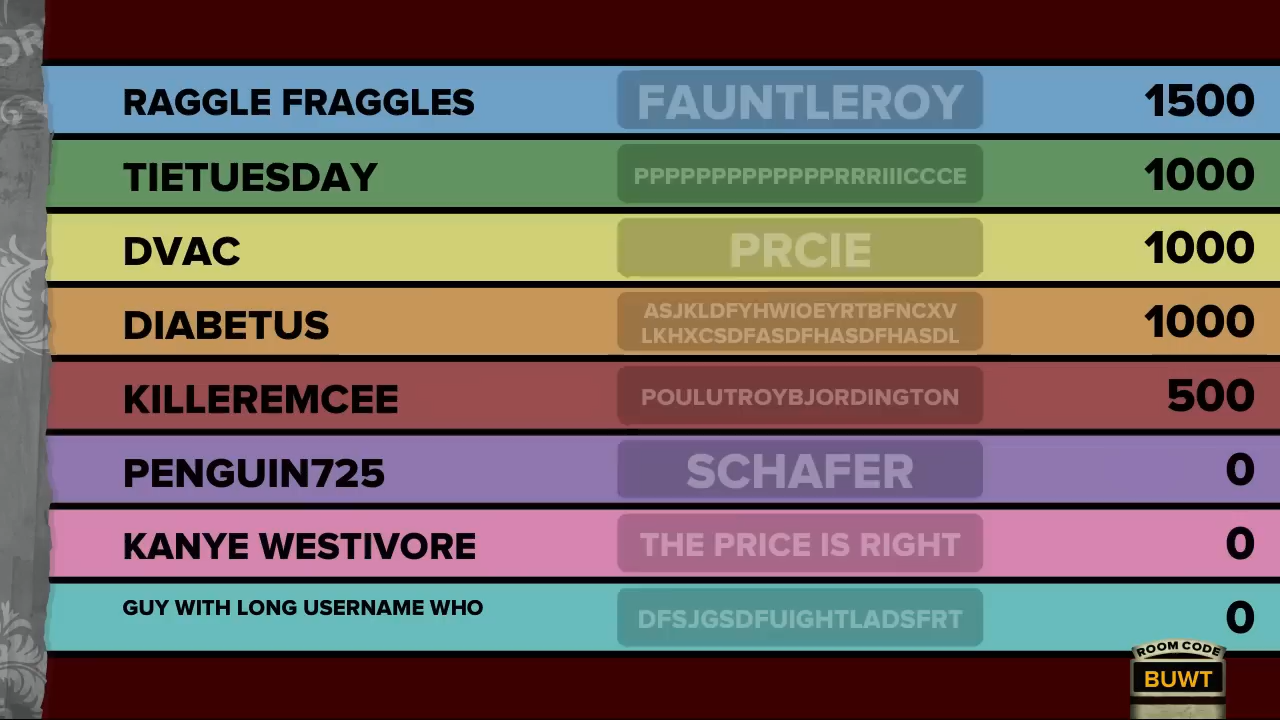 RAGGLE FRAGGLES FAUNTLEROY 1500
TIETUESDAY PPPPPPPPPPPPPRRRIIICCCE 1000
DVAC PRCIE 1000
DIABETUS ASJKLDFYHWIOEYRTBFNCXV 1000
LKHXCSDFASDFHASDFHASDL
KILLEREMCEE POULUTROYBJORDINGTON 500
PENGUIN725 SCHAFER 0
KANYE WESTIVORE THE PRICE IS RIGHT 0
GUY WITH LONG USERNAME WHO DFSJGSDFUIGHTLADSFRT 0
ROOM CODE
BUWT